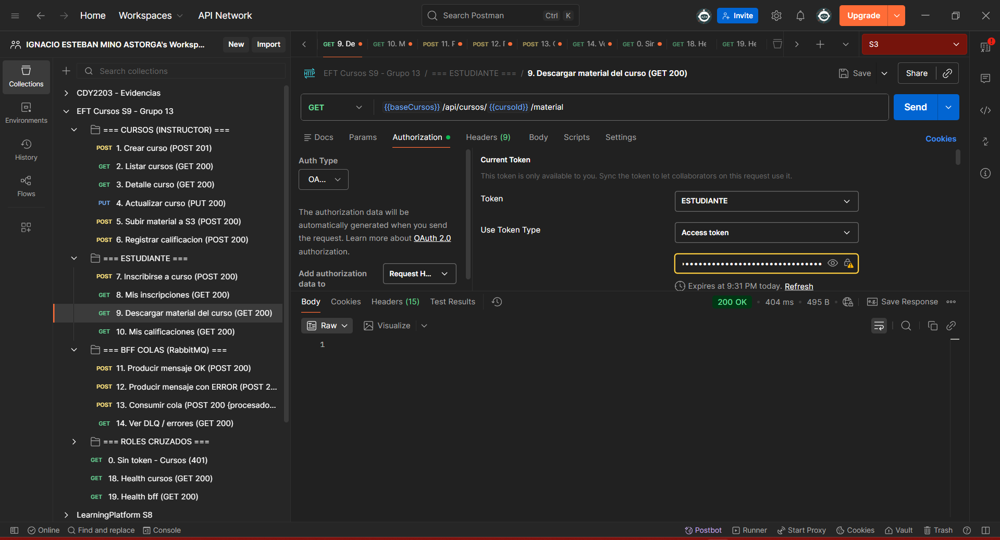 Home Workspaces API Network Search Postman Ctrl K Invite Upgrade
IGNACIO ESTEBAN MINO ASTORGA's Worksp... New Import
GET 9. De GET 10. M POST 11. POST 12. POST 13. GET 14. GET 0. Sir GET 18. He GET 19. He S3
Collections
Environments
History
Flows
Search collections
CDY2203 - Evidencias
EFT Cursos S9 - Grupo 13
=== CURSOS (INSTRUCTOR) ===
POST 1. Crear curso (POST 201)
GET 2. Listar cursos (GET 200)
GET 3. Detalle curso (GET 200)
PUT 4. Actualizar curso (PUT 200)
POST 5. Subir material a S3 (POST 200)
POST 6. Registrar calificacion (POST 200)
=== ESTUDIANTE ===
POST 7. Inscribirse a curso (POST 200)
GET 8. Mis inscripciones (GET 200)
GET 9. Descargar material del curso (GET 200)
GET 10. Mis calificaciones (GET 200)
=== BFF COLAS (RabbitMQ) ===
POST 11. Producir mensaje OK (POST 200)
POST 12. Producir mensaje con ERROR (POST 2...
POST 13. Consumir cola (POST 200 {procesado...
GET 14. Ver DLQ / errores (GET 200)
=== ROLES CRUZADOS ===
GET 0. Sin token - Cursos (401)
GET 18. Health cursos (GET 200)
GET 19. Health bff (GET 200)
LearningPlatform S8
HTTP EFT Cursos S9 - Grupo 13 / === ESTUDIANTE === / 9. Descargar material del curso (GET 200) Save Share
GET {{baseCursos}} /api/cursos/ {{cursoId}} /material Send
Docs Params Authorization Headers (9) Body Scripts Settings Cookies
Auth Type
OA...
The authorization data will be
automatically generated when you send
the request. Learn more about OAuth 2.0
authorization.
Add authorization
data to
Request H...
Current Token
This token is only available to you. Sync the token to let collaborators on this request use it.
Token ESTUDIANTE
Use Token Type Access token
Expires at 9:31 PM today. Refresh
Body Cookies Headers (15) Test Results 200 OK 404 ms 495 B e.g. Save Response
Raw Visualize
1
Online Find and replace Console Postbot Runner Start Proxy Cookies Vault Trash